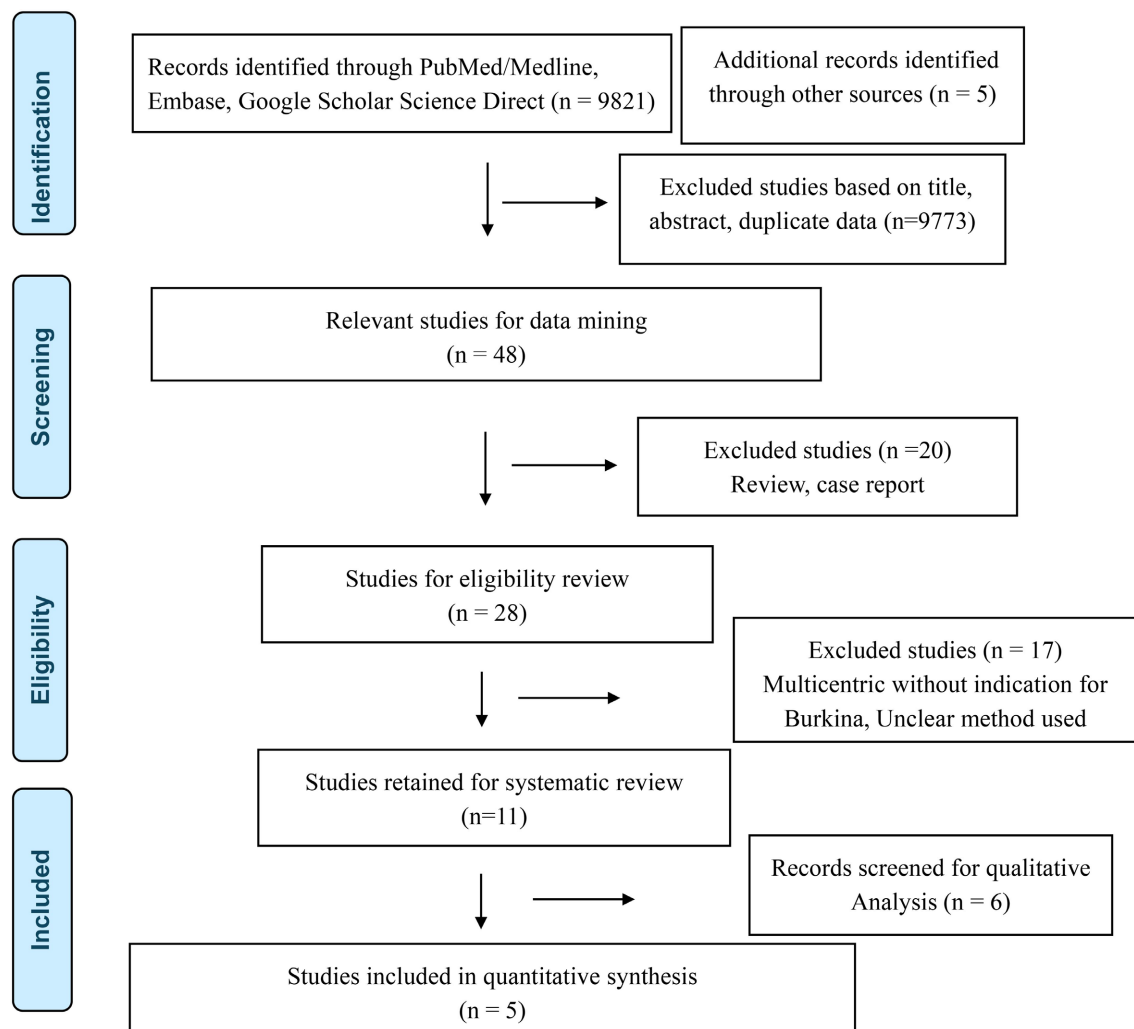 Identification
Records identified through PubMed/Medline,
Embase, Google Scholar Science Direct (n = 9821)
Additional records identified
through other sources (n = 5)
Excluded studies based on title,
abstract, duplicate data (n=9773)
Screening
Relevant studies for data mining
(n = 48)
Excluded studies (n =20)
Review, case report
Eligibility
Studies for eligibility review
(n = 28)
Excluded studies (n = 17)
Multicentric without indication for
Burkina, Unclear method used
Studies retained for systematic review
(n=11)
Included
Records screened for qualitative
Analysis (n = 6)
Studies included in quantitative synthesis
(n = 5)